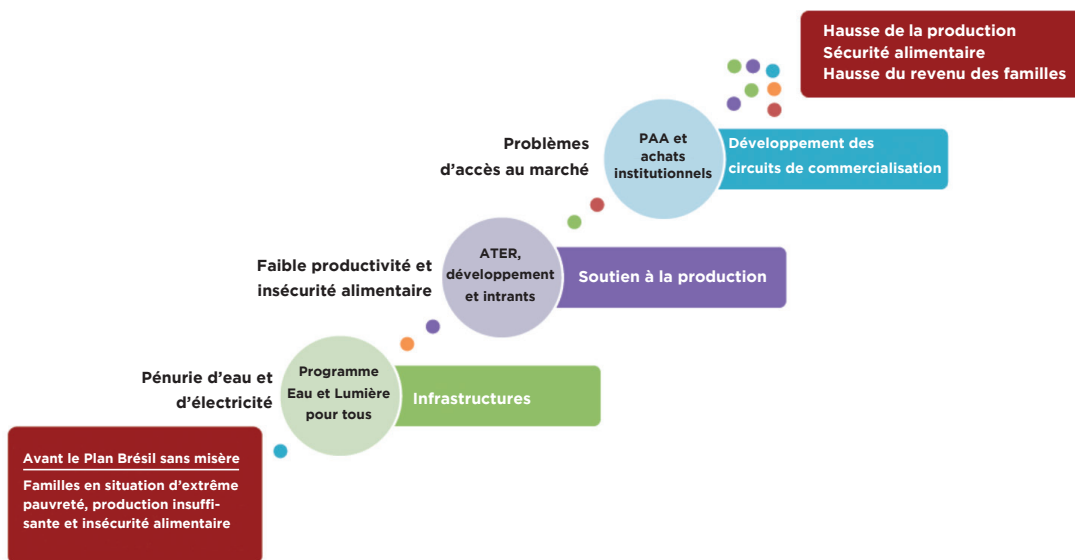 Hausse de la production
Sécurité alimentaire
Hausse du revenu des familles
Problèmes
d’accès au marché
PAA et
achats
institutionnels
Développement des
circuits de commercialisation
Faible productivité et
insécurité alimentaire
ATER,
développement
et intrants
Soutien à la production
Pénurie d’eau et
d’électricité
Programme
Eau et Lumière
pour tous
Infrastructures
Avant le Plan Brésil sans misère
Familles en situation d’extrême
pauvreté, production insuffi-
sante et insécurité alimentaire